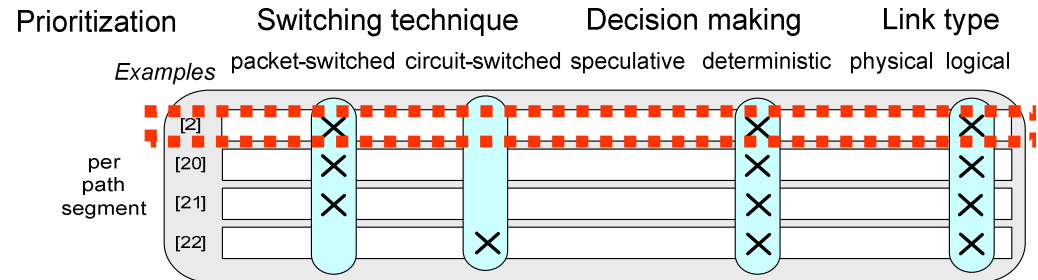 Prioritization Switching technique Decision making Link type
Examples packet-switched circuit-switched speculative deterministic physical logical
[2]
per
path
segment
[20]
[21]
[22]